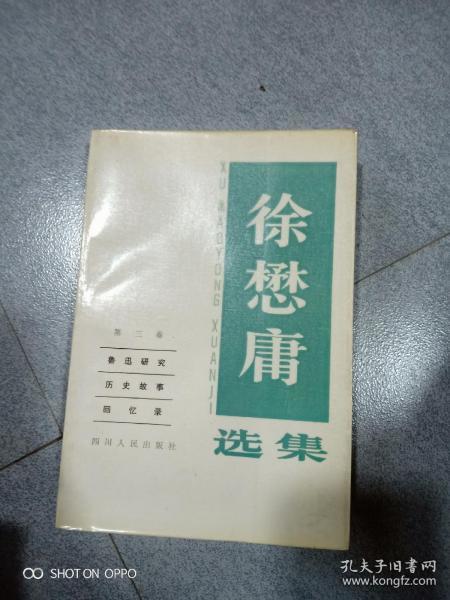 徐懋庸
选集
XU MAOYONG XUANJI
第三卷
鲁迅研究
历史故事
回忆录
四川人民出版社
SHOT ON OPPO
孔夫子旧书网
www.kongfz.com